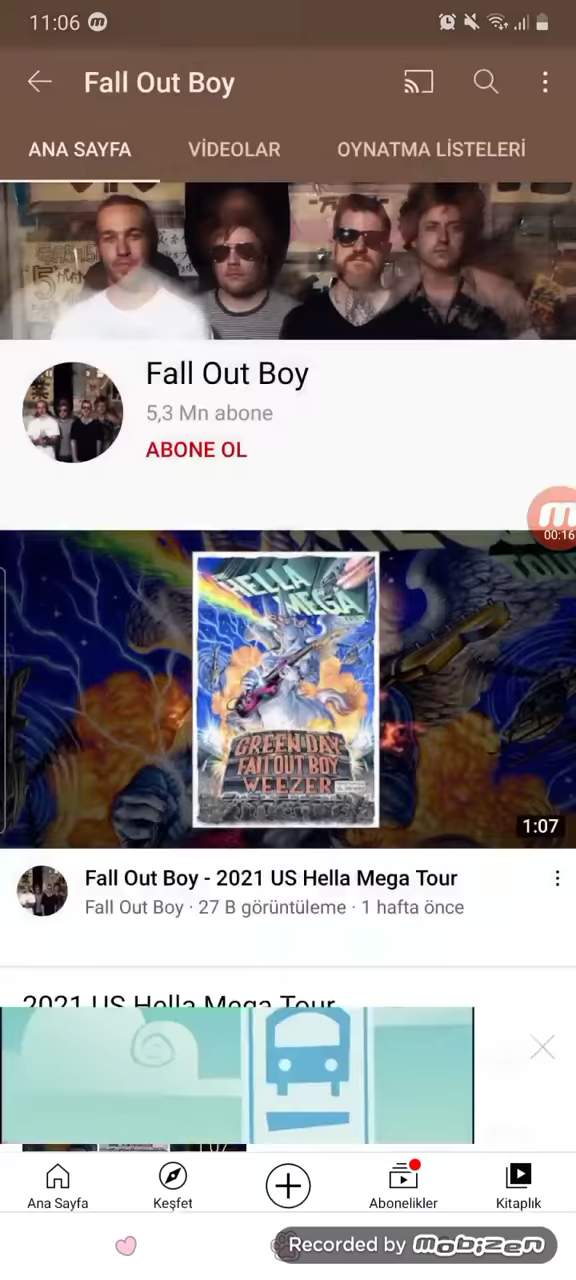 11:06
Fall Out Boy
ANA SAYFA VİDEOLAR OYNATMA LİSTELERİ
Fall Out Boy
5,3 Mn abone
ABONE OL
00:16
HELLA
MEGA
GREEN DAY
FALL OUT BOY
WEEZER
1:07
Fall Out Boy - 2021 US Hella Mega Tour
Fall Out Boy · 27 B görüntüleme · 1 hafta önce
2021 US Hella Mega Tour
Ana Sayfa Keşfet Abonelikler Kitaplık
Recorded by mobizen